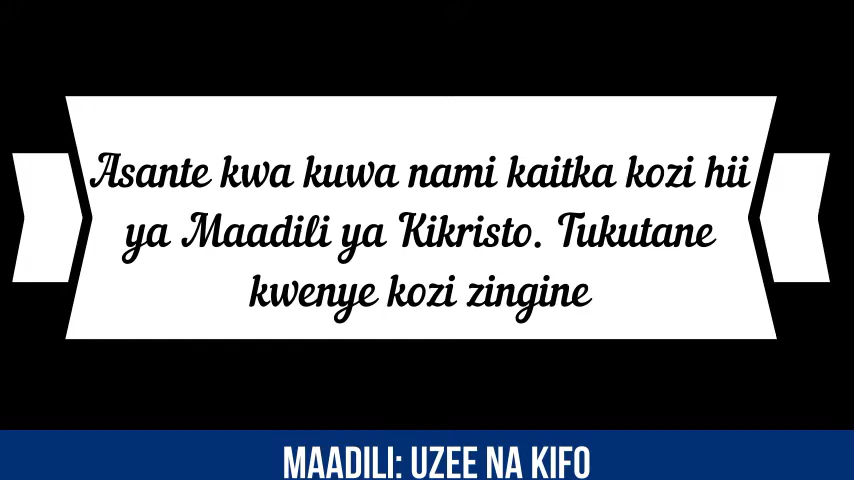 Asante kwa kuwa nami kaitka kozi hii
ya Maadili ya Kikristo. Tukutane
kwenye kozi zingine
MAADILI: UZEE NA KIFO